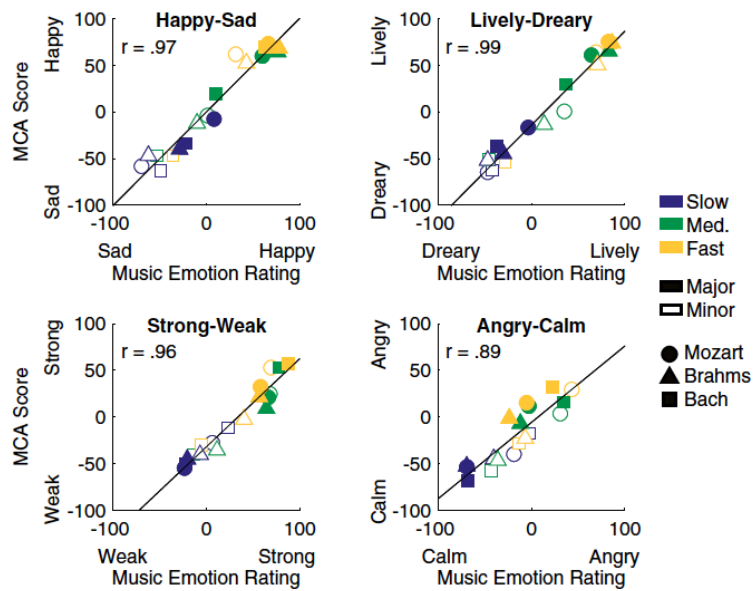 Happy-Sad
r = .97
MCA Score
Happy
Sad
100
50
0
-50
-100
-100 0 100
Sad Happy
Music Emotion Rating
Lively-Dreary
r = .99
Lively
Dreary
100
50
0
-50
-100
-100 0 100
Dreary Lively
Music Emotion Rating
Slow
Med.
Fast
Major
Minor
Mozart
Brahms
Bach
Strong-Weak
r = .96
MCA Score
Strong
Weak
100
50
0
-50
-100
-100 0 100
Weak Strong
Music Emotion Rating
Angry-Calm
r = .89
Angry
Calm
100
50
0
-50
-100
-100 0 100
Calm Angry
Music Emotion Rating